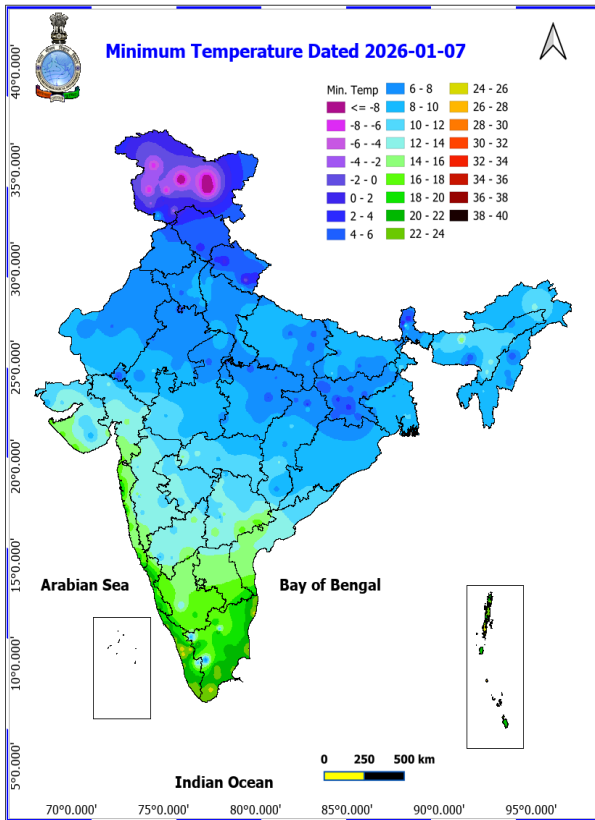 Minimum Temperature Dated 2026-01-07
Min. Temp
<= -8
-8 - -6
-6 - -4
-4 - -2
-2 - 0
0 - 2
2 - 4
4 - 6
6 - 8
8 - 10
10 - 12
12 - 14
14 - 16
16 - 18
18 - 20
20 - 22
22 - 24
24 - 26
26 - 28
28 - 30
30 - 32
32 - 34
34 - 36
36 - 38
38 - 40
40°0.000'
35°0.000'
30°0.000'
25°0.000'
20°0.000'
15°0.000'
10°0.000'
5°0.000'
Arabian Sea
Bay of Bengal
Indian Ocean
0 250 500 km
70°0.000' 75°0.000' 80°0.000' 85°0.000' 90°0.000' 95°0.000'